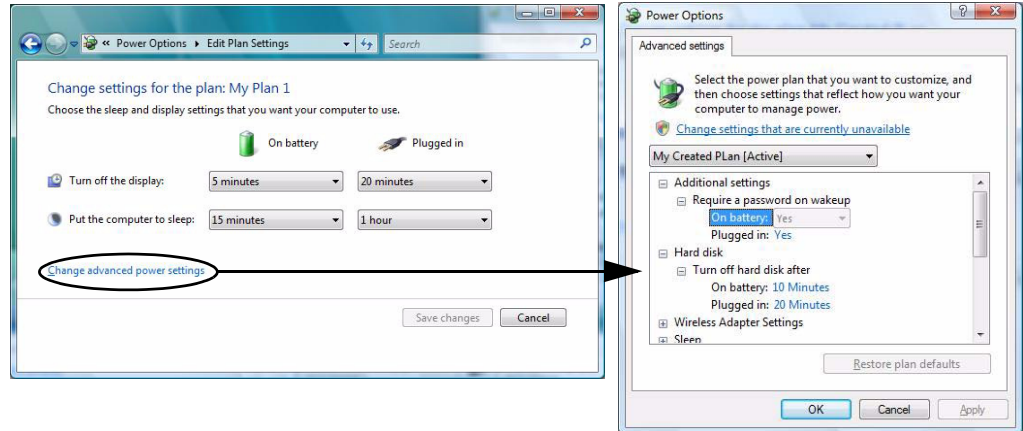 « Power Options ▸ Edit Plan Settings
Search
Change settings for the plan: My Plan 1
Choose the sleep and display settings that you want your computer to use.
On battery Plugged in
Turn off the display: 5 minutes 20 minutes
Put the computer to sleep: 15 minutes 1 hour
Change advanced power settings
Save changes Cancel
Power Options
Advanced settings
Select the power plan that you want to customize, and
then choose settings that reflect how you want your
computer to manage power.
Change settings that are currently unavailable
My Created PLan [Active]
Additional settings
Require a password on wakeup
On battery: Yes
Plugged in: Yes
Hard disk
Turn off hard disk after
On battery: 10 Minutes
Plugged in: 20 Minutes
Wireless Adapter Settings
Sleep
Restore plan defaults
OK Cancel Apply